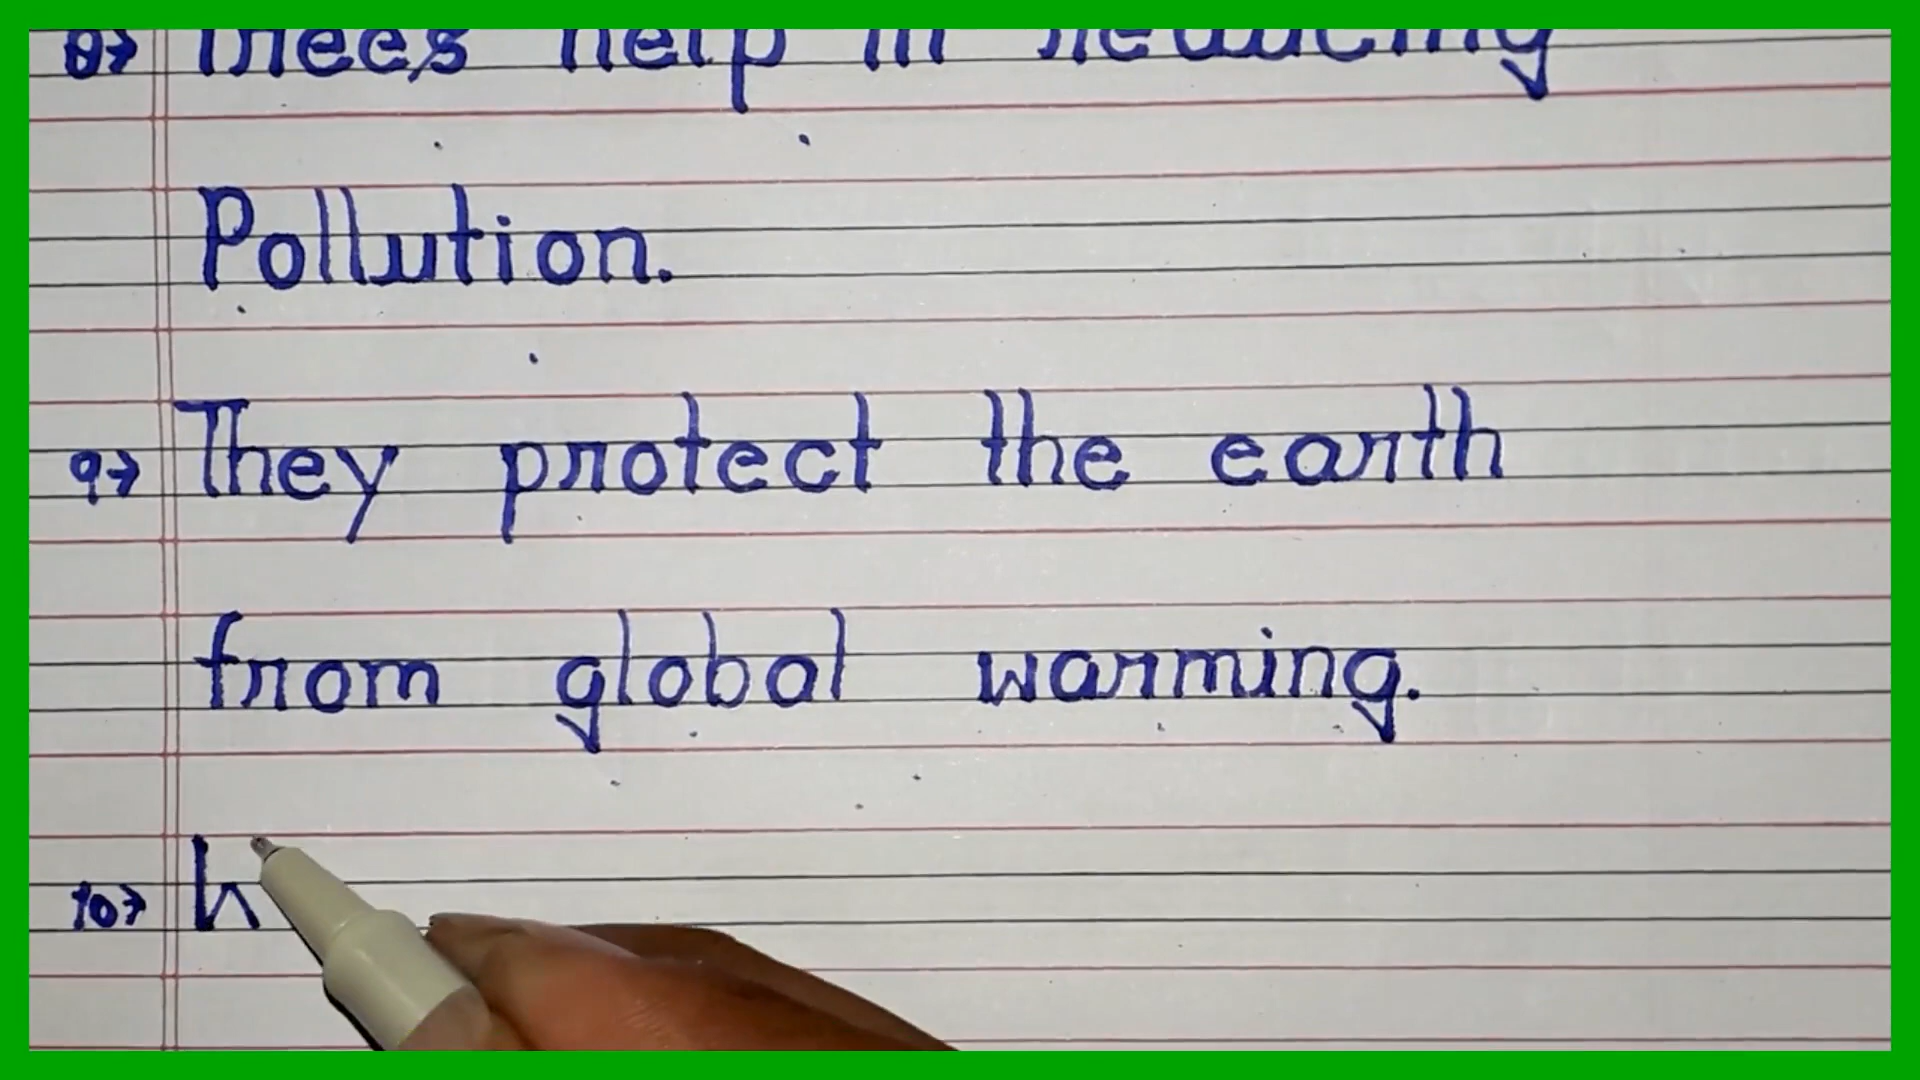 8→ Trees help in reducing
Pollution.
9→ They protect the earth
from global warming.
10→